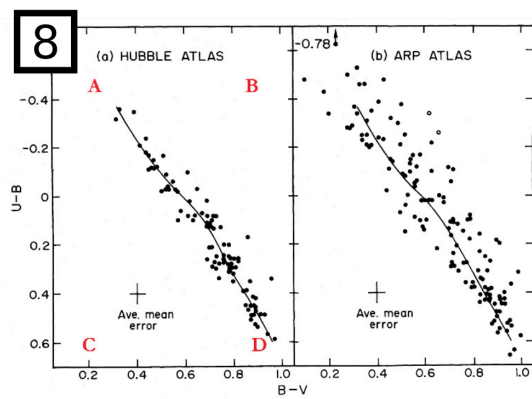 8
(a) HUBBLE ATLAS
(b) ARP ATLAS
-0.78
A
B
-0.4
-0.2
0
0.2
0.4
0.6
U-B
Ave. mean
error
Ave. mean
error
C
D
0.2 0.4 0.6 0.8 1.0 0.2 0.4 0.6 0.8 1.0
B-V